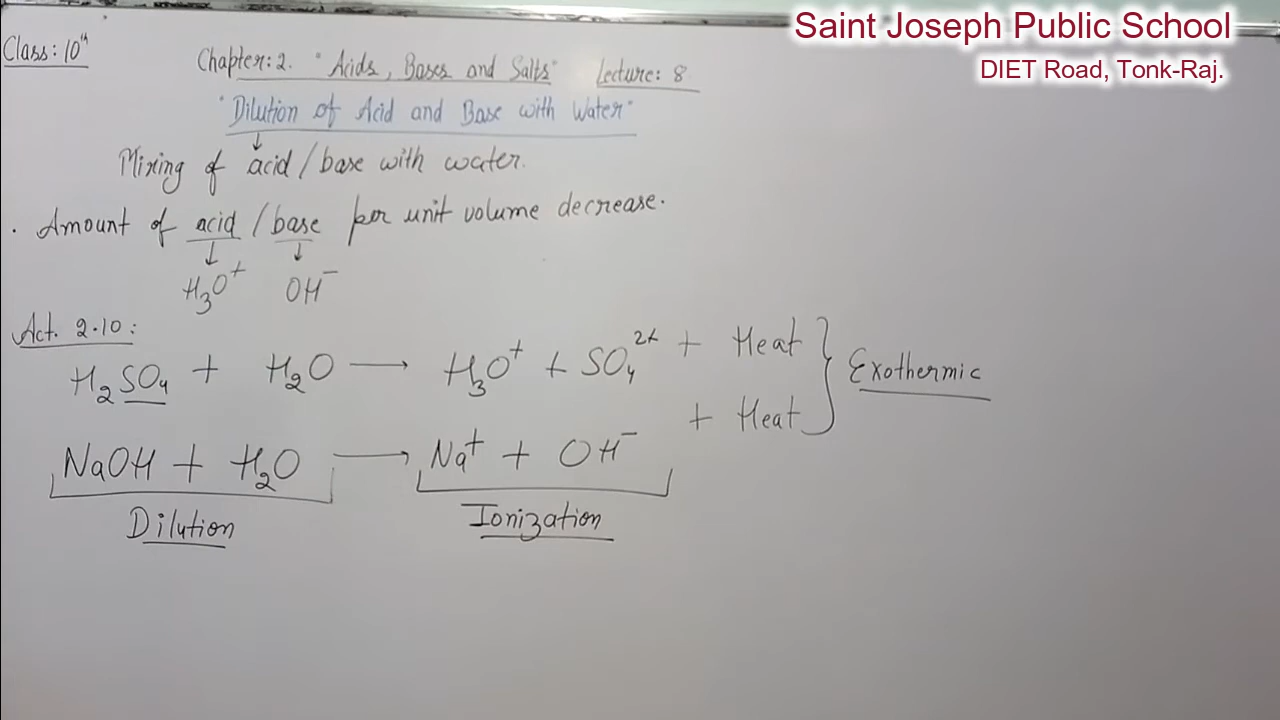 Saint Joseph Public School
DIET Road, Tonk-Raj.
Class: 10th
Chapter: 2. "Acids, Bases and Salts" Lecture: 8
"Dilution of Acid and Base with Water"
↓
Mixing of acid / base with water.
. Amount of acid / base per unit volume decrease.
↓ ↓
H₃O⁺ OH⁻
Act. 2.10:
H₂SO₄ + H₂O → H₃O⁺ + SO₄²⁺ + Heat } Exothermic
+ Heat
NaOH + H₂O → Na⁺ + OH⁻
Dilution Ionization